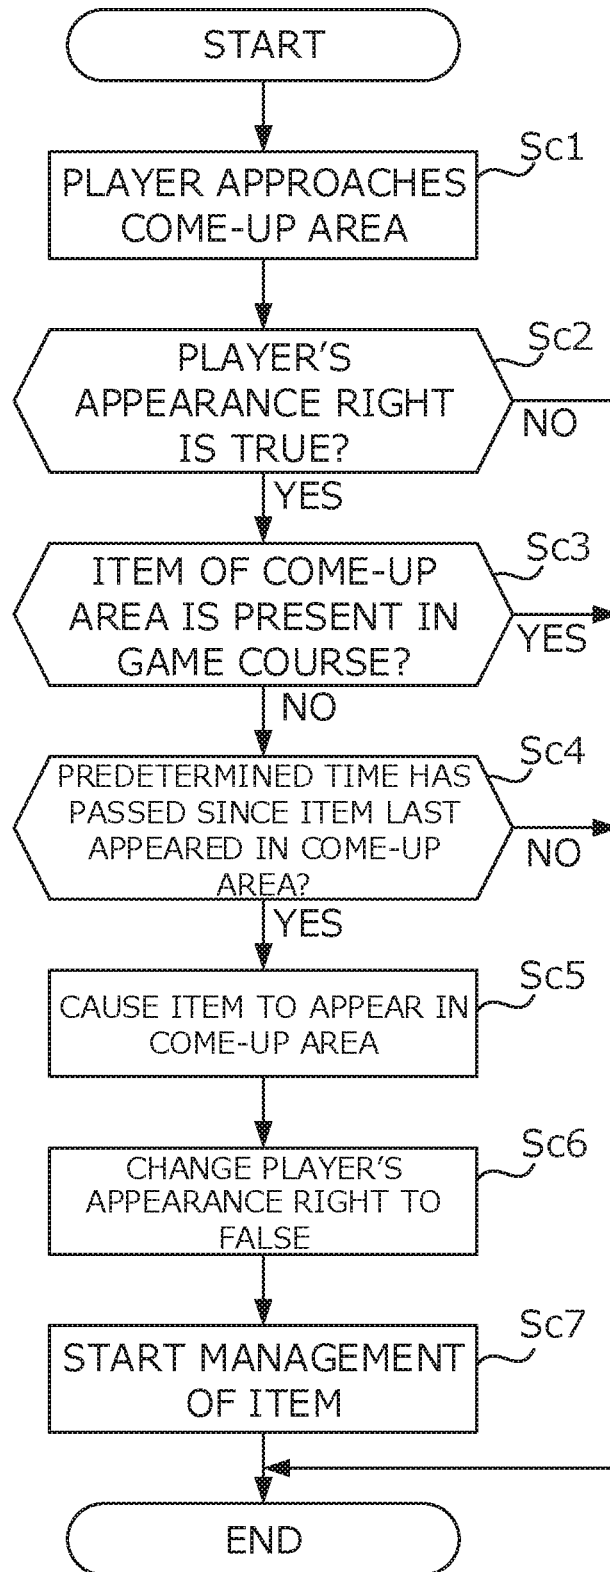 START
Sc1
PLAYER APPROACHES
COME-UP AREA
Sc2
PLAYER'S
APPEARANCE RIGHT
IS TRUE?
NO
YES
Sc3
ITEM OF COME-UP
AREA IS PRESENT IN
GAME COURSE?
YES
NO
Sc4
PREDETERMINED TIME HAS
PASSED SINCE ITEM LAST
APPEARED IN COME-UP
AREA?
NO
YES
Sc5
CAUSE ITEM TO APPEAR IN
COME-UP AREA
Sc6
CHANGE PLAYER'S
APPEARANCE RIGHT TO
FALSE
Sc7
START MANAGEMENT
OF ITEM
END